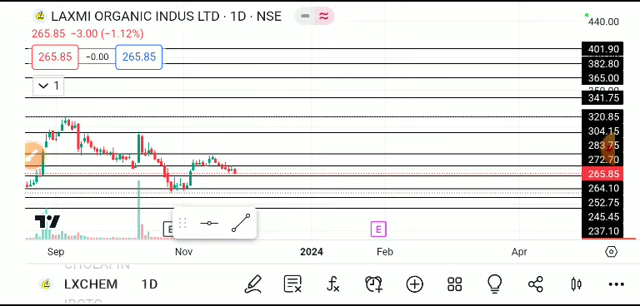 LAXMI ORGANIC INDUS LTD · 1D · NSE
265.85 −3.00 (−1.12%)
265.85 −0.00 265.85
1
440.00
401.90
382.80
365.00
350.00
341.75
320.85
304.15
283.75
272.70
265.85
264.10
252.75
245.45
237.10
E
E
Sep Nov 2024 Feb Apr
LXCHEM 1D